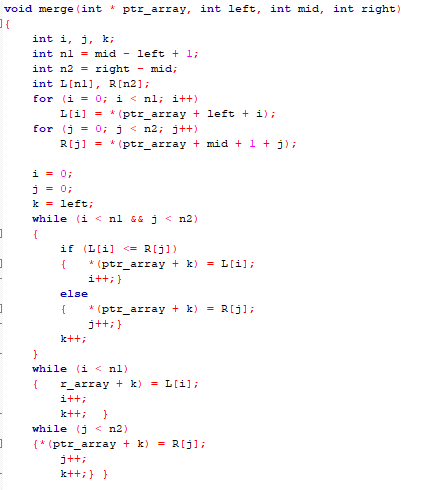 void merge(int * ptr_array, int left, int mid, int right)
{
int i, j, k;
int n1 = mid - left + 1;
int n2 = right - mid;
int L[n1], R[n2];
for (i = 0; i < n1; i++)
L[i] = *(ptr_array + left + i);
for (j = 0; j < n2; j++)
R[j] = *(ptr_array + mid + 1 + j);
i = 0;
j = 0;
k = left;
while (i < n1 && j < n2)
{
if (L[i] <= R[j])
{ *(ptr_array + k) = L[i];
i++;}
else
{ *(ptr_array + k) = R[j];
j++;}
k++;
}
while (i < n1)
{ r_array + k) = L[i];
i++;
k++; }
while (j < n2)
{*(ptr_array + k) = R[j];
j++;
k++;} }